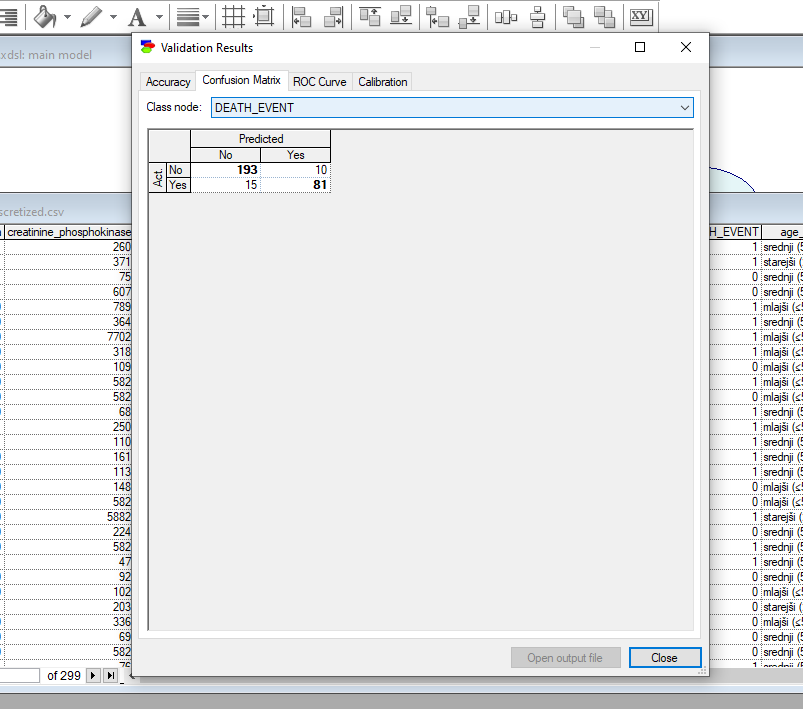 A
XY
xdsl: main model
Validation Results
Accuracy Confusion Matrix ROC Curve Calibration
Class node: DEATH_EVENT
Predicted
No Yes
Act. No 193 10
Yes 15 81
scretized.csv
creatinine_phosphokinase H_EVENT age_
260 1 srednji (5
371 1 starejši (
75 0 srednji (5
607 0 srednji (5
789 1 mlajši (≤5
364 1 srednji (5
7702 1 mlajši (≤5
318 1 mlajši (≤5
109 0 mlajši (≤5
582 1 mlajši (≤5
582 0 mlajši (≤5
68 1 srednji (5
250 1 mlajši (≤5
110 1 srednji (5
161 1 srednji (5
113 1 srednji (5
148 0 mlajši (≤5
582 0 mlajši (≤5
5882 1 starejši (
224 0 srednji (5
582 1 srednji (5
47 1 srednji (5
92 0 srednji (5
102 0 mlajši (≤5
203 0 starejši (
336 0 mlajši (≤5
69 0 srednji (5
582 0 srednji (5
76 1 srednji (5
of 299
Open output file Close